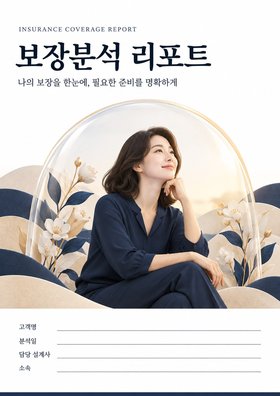 INSURANCE COVERAGE REPORT
보장분석 리포트
나의 보장을 한눈에, 필요한 준비를 명확하게
고객명
분석일
담당 설계사
소속